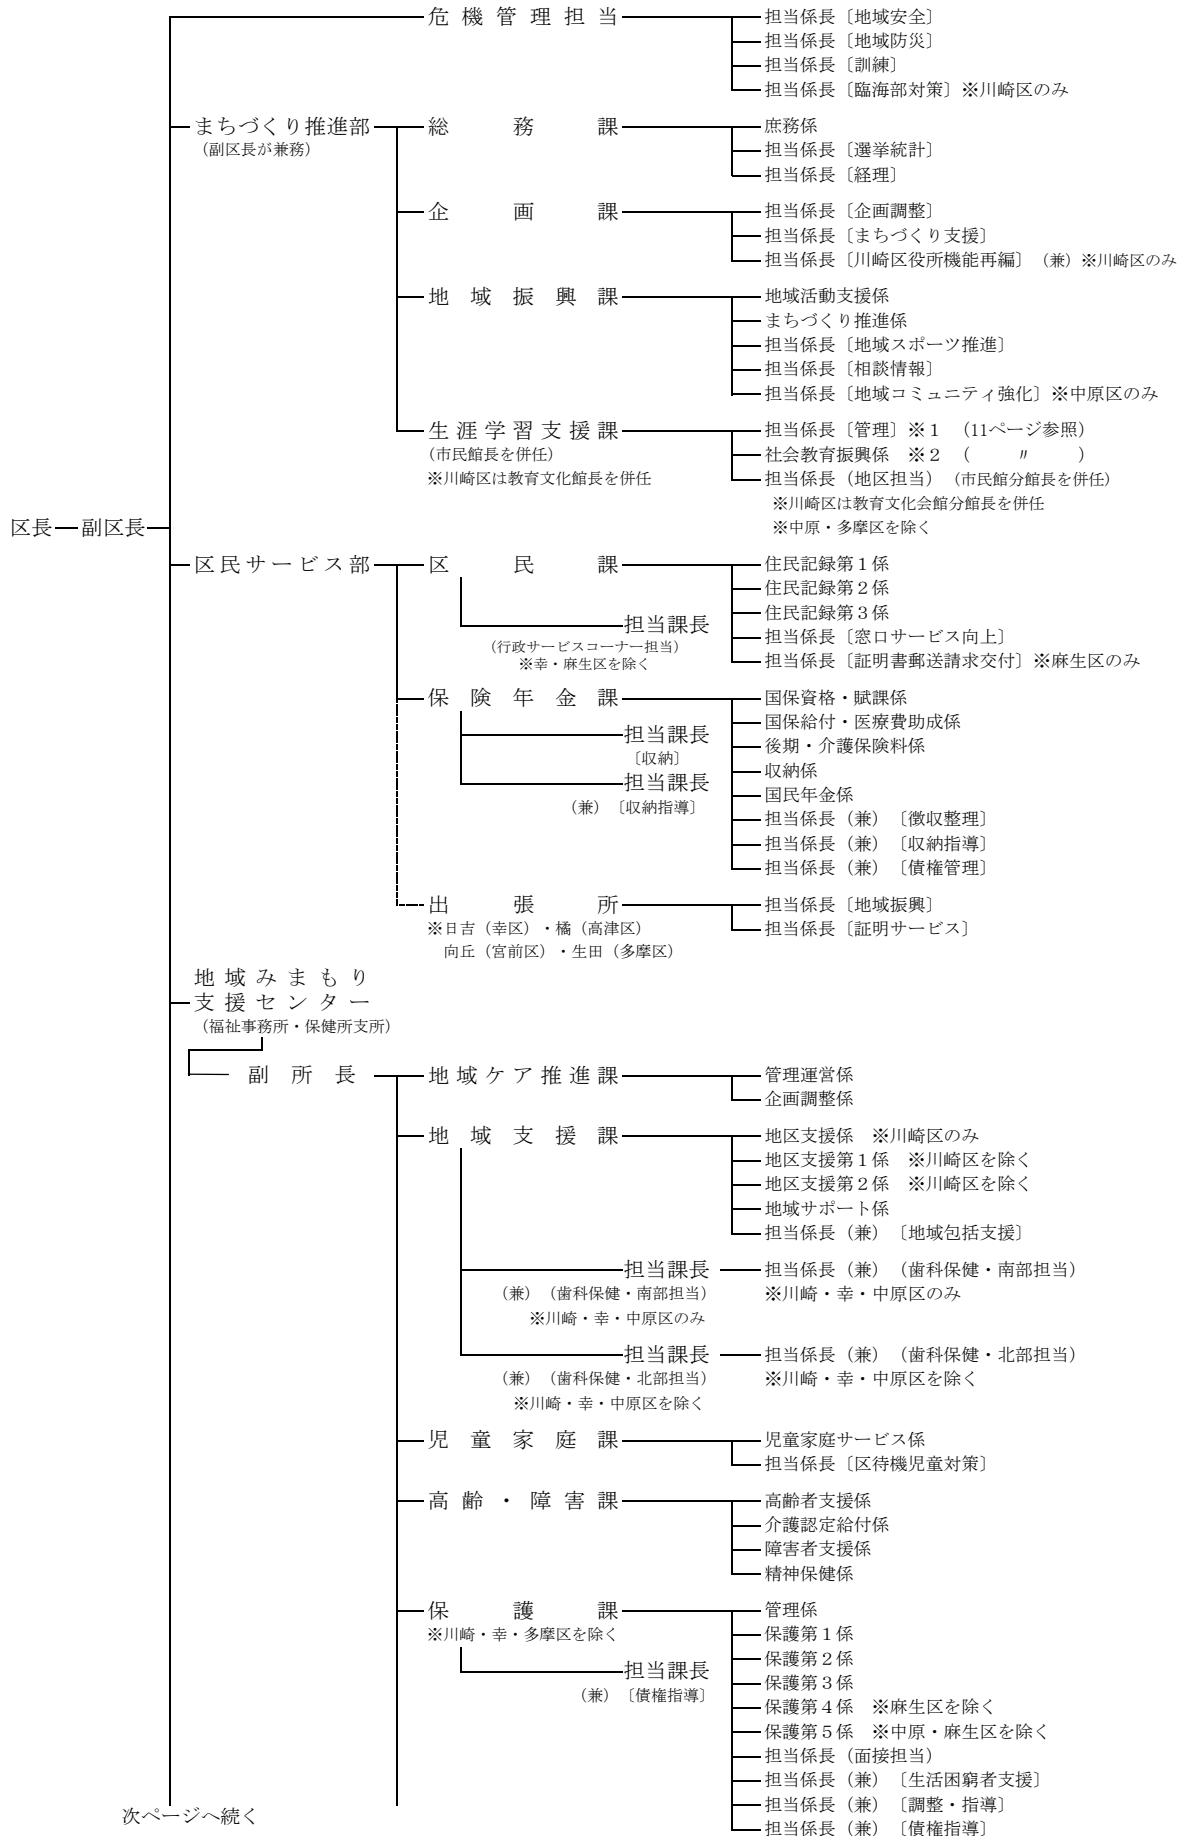 危機管理担当
担当係長〔地域安全〕
担当係長〔地域防災〕
担当係長〔訓練〕
担当係長〔臨海部対策〕※川崎区のみ
まちづくり推進部
（副区長が兼務）
総務課
庶務係
担当係長〔選挙統計〕
担当係長〔経理〕
企画課
担当係長〔企画調整〕
担当係長〔まちづくり支援〕
担当係長〔川崎区役所機能再編〕（兼）※川崎区のみ
地域振興課
地域活動支援係
まちづくり推進係
担当係長〔地域スポーツ推進〕
担当係長〔相談情報〕
担当係長〔地域コミュニティ強化〕※中原区のみ
生涯学習支援課
（市民館長を併任）
※川崎区は教育文化館長を併任
担当係長〔管理〕※１　（11ページ参照）
社会教育振興係　※２　（　　〃　　）
担当係長（地区担当）（市民館分館長を併任）
※川崎区は教育文化会館分館長を併任
※中原・多摩区を除く
区長
副区長
区民サービス部
区民課
担当課長
（行政サービスコーナー担当）
※幸・麻生区を除く
住民記録第１係
住民記録第２係
住民記録第３係
担当係長〔窓口サービス向上〕
担当係長〔証明書郵送請求交付〕※麻生区のみ
保険年金課
担当課長
〔収納〕
担当課長
（兼）〔収納指導〕
国保資格・賦課係
国保給付・医療費助成係
後期・介護保険料係
収納係
国民年金係
担当係長（兼）〔徴収整理〕
担当係長（兼）〔収納指導〕
担当係長（兼）〔債権管理〕
出張所
※日吉（幸区）・橘（高津区）
向丘（宮前区）・生田（多摩区）
担当係長〔地域振興〕
担当係長〔証明サービス〕
地域みまもり
支援センター
（福祉事務所・保健所支所）
副所長
地域ケア推進課
管理運営係
企画調整係
地域支援課
地区支援係　※川崎区のみ
地区支援第１係　※川崎区を除く
地区支援第２係　※川崎区を除く
地域サポート係
担当係長（兼）〔地域包括支援〕
担当課長
（兼）（歯科保健・南部担当）
※川崎・幸・中原区のみ
担当係長（兼）（歯科保健・南部担当）
※川崎・幸・中原区のみ
担当課長
（兼）（歯科保健・北部担当）
※川崎・幸・中原区を除く
担当係長（兼）（歯科保健・北部担当）
※川崎・幸・中原区を除く
児童家庭課
児童家庭サービス係
担当係長〔区待機児童対策〕
高齢・障害課
高齢者支援係
介護認定給付係
障害者支援係
精神保健係
保護課
※川崎・幸・多摩区を除く
担当課長
（兼）〔債権指導〕
管理係
保護第１係
保護第２係
保護第３係
保護第４係　※麻生区を除く
保護第５係　※中原・麻生区を除く
担当係長（面接担当）
担当係長（兼）〔生活困窮者支援〕
担当係長（兼）〔調整・指導〕
担当係長（兼）〔債権指導〕
次ページへ続く